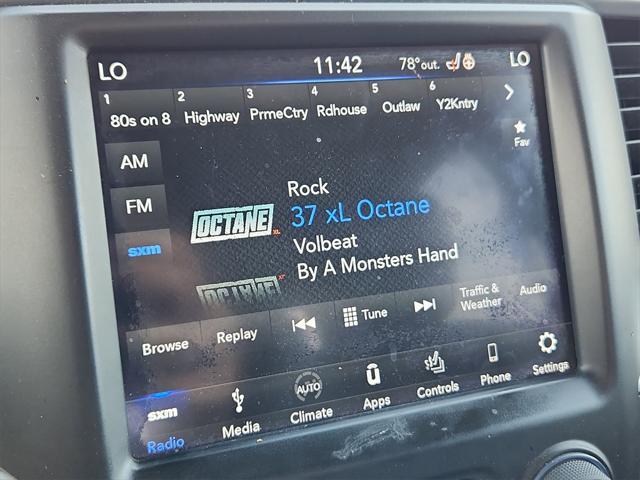 LO 11:42 78° out. LO
1 80s on 8 2 Highway 3 PrmeCtry 4 Rdhouse 5 Outlaw 6 Y2Kntry
AM
FM
sxm
Fav
Rock
OCTANE XL 37 xL Octane
Volbeat
By A Monsters Hand
Browse Replay Tune Traffic & Weather Audio
sxm AUTO
Radio Media Climate Apps Controls Phone Settings